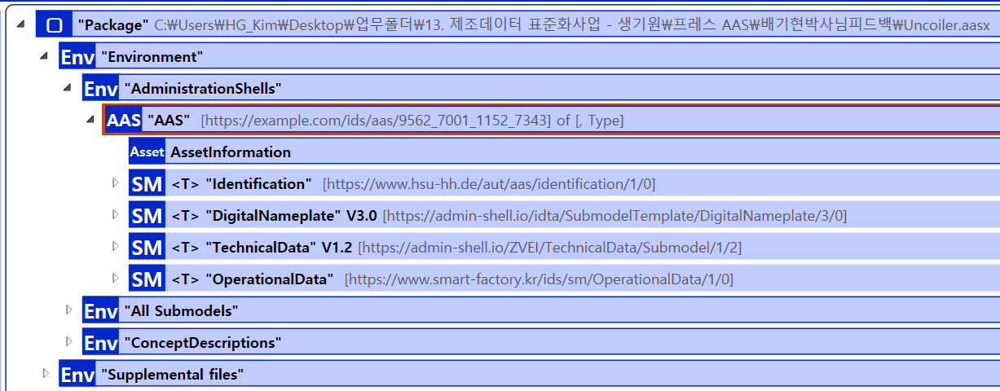 "Package" C:\Users\HG_Kim\Desktop\업무폴더\13. 제조데이터 표준화사업 - 생기원\프레스 AAS\배기현박사님피드백\Uncoiler.aasx
Env "Environment"
Env "AdministrationShells"
AAS "AAS" [https://example.com/ids/aas/9562_7001_1152_7343] of [, Type]
Asset AssetInformation
SM <T> "Identification" [https://www.hsu-hh.de/aut/aas/identification/1/0]
SM <T> "DigitalNameplate" V3.0 [https://admin-shell.io/idta/SubmodelTemplate/DigitalNameplate/3/0]
SM <T> "TechnicalData" V1.2 [https://admin-shell.io/ZVEI/TechnicalData/Submodel/1/2]
SM <T> "OperationalData" [https://www.smart-factory.kr/ids/sm/OperationalData/1/0]
Env "All Submodels"
Env "ConceptDescriptions"
Env "Supplemental files"